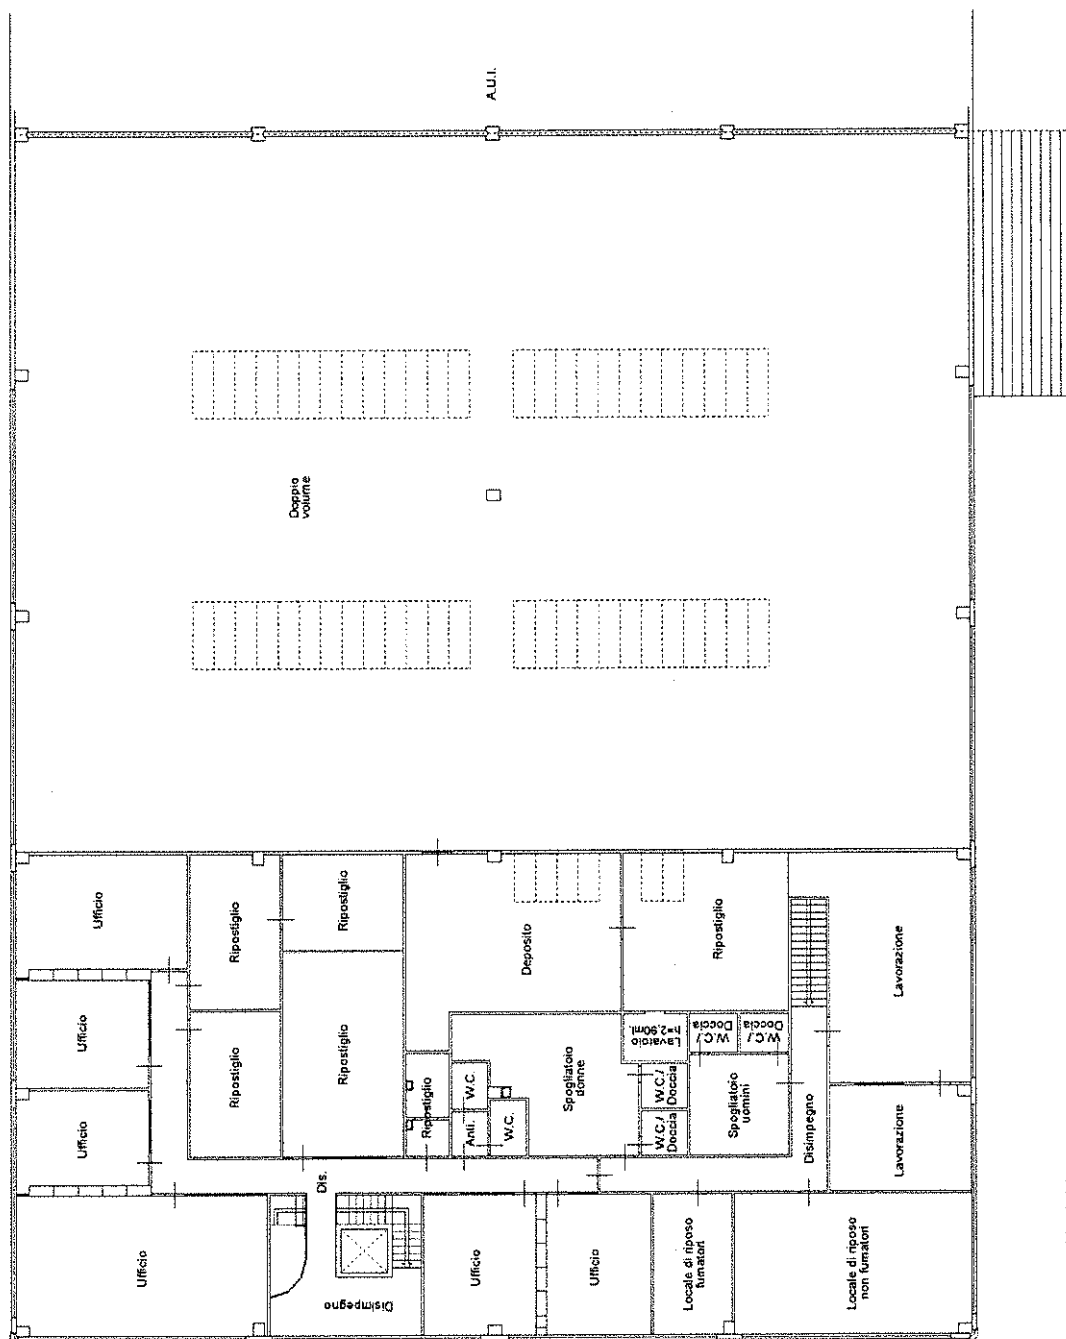 A.U.I.
Doppio
volume
Ufficio
Ufficio
Ufficio
Ufficio
Ripostiglio
Ripostiglio
Ripostiglio
Ripostiglio
Ripostiglio
Deposito
Ripostiglio
Dis.
Disimpegno
Anti.
W.C.
W.C.
Spogliatoio
donne
Lavatoio
h=2.90ml.
W.C./
Doccia
W.C./
Doccia
W.C./
Doccia
W.C./
Doccia
Spogliatoio
uomini
Disimpegno
Lavorazione
Lavorazione
Ufficio
Ufficio
Locale di riposo
fumatori
Locale di riposo
non fumatori